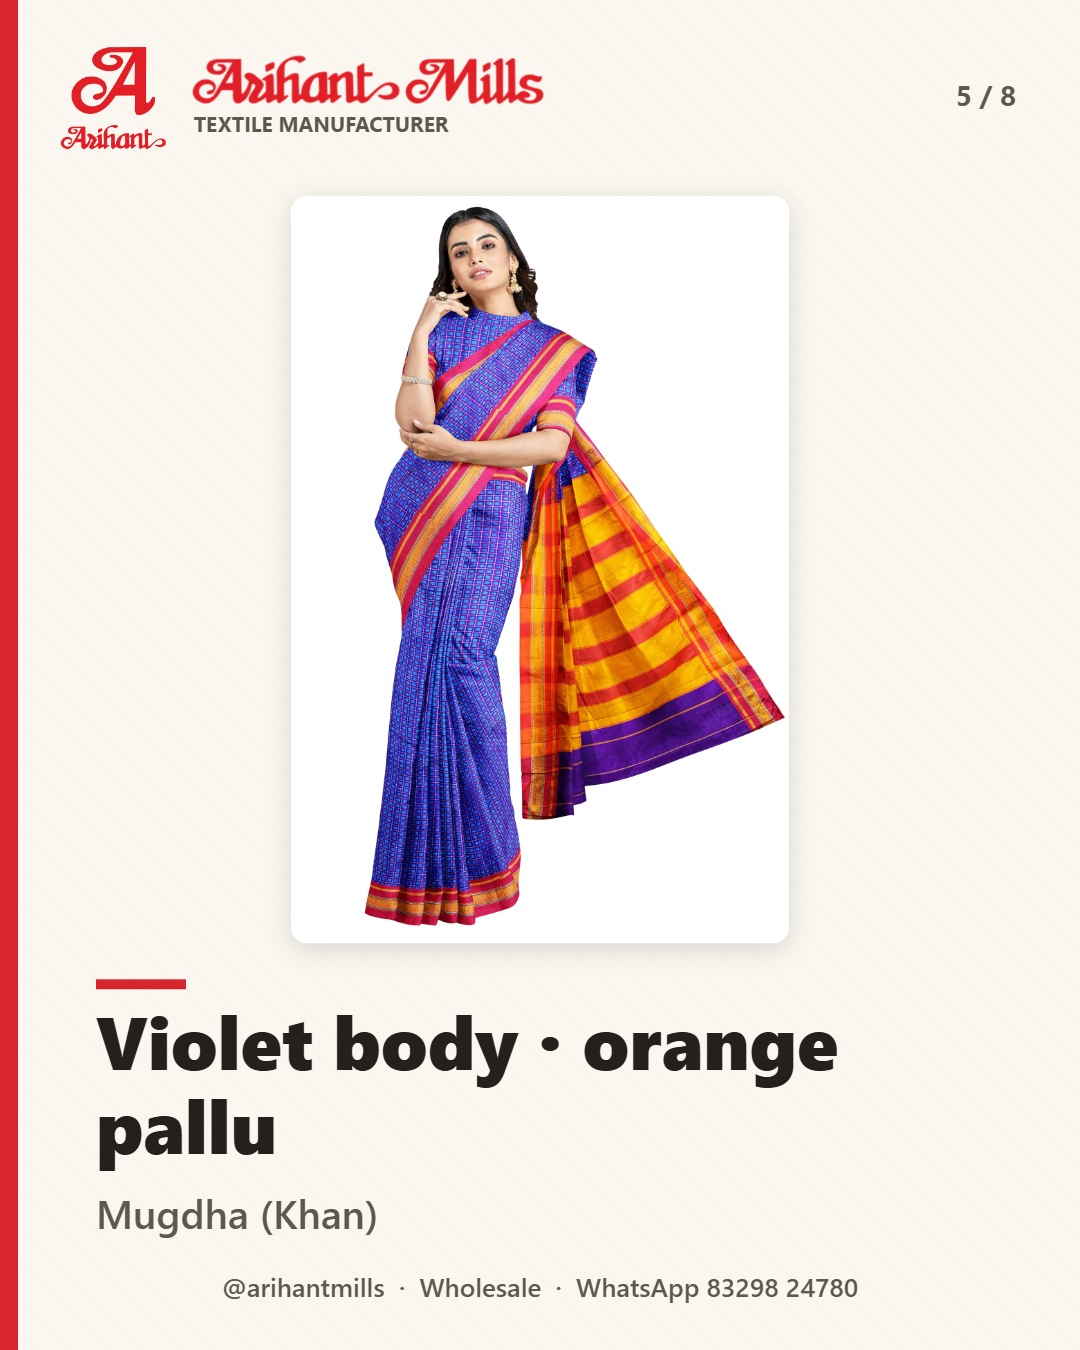 A
Arihant
Arihant Mills
TEXTILE MANUFACTURER
5 / 8
Violet body · orange
pallu
Mugdha (Khan)
@arihantmills · Wholesale · WhatsApp 83298 24780